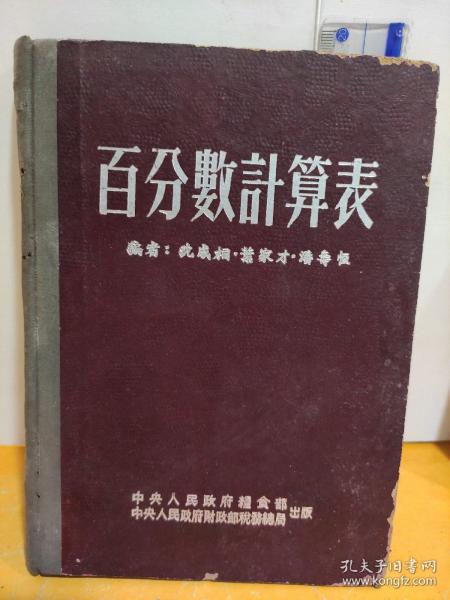 百分數計算表
編者：沈咸相·葉家才·潘壽恒
中央人民政府糧食部
中央人民政府財政部稅務總局 出版
孔夫子旧书网
www.kongfz.com